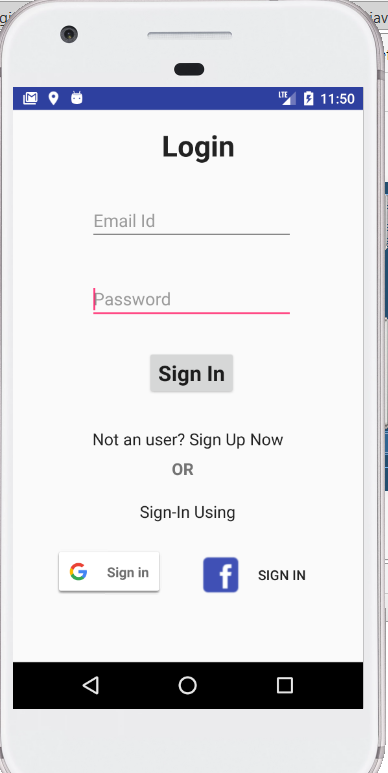 LTE 11:50
Login
Email Id
Password
Sign In
Not an user? Sign Up Now
OR
Sign-In Using
Sign in
f SIGN IN